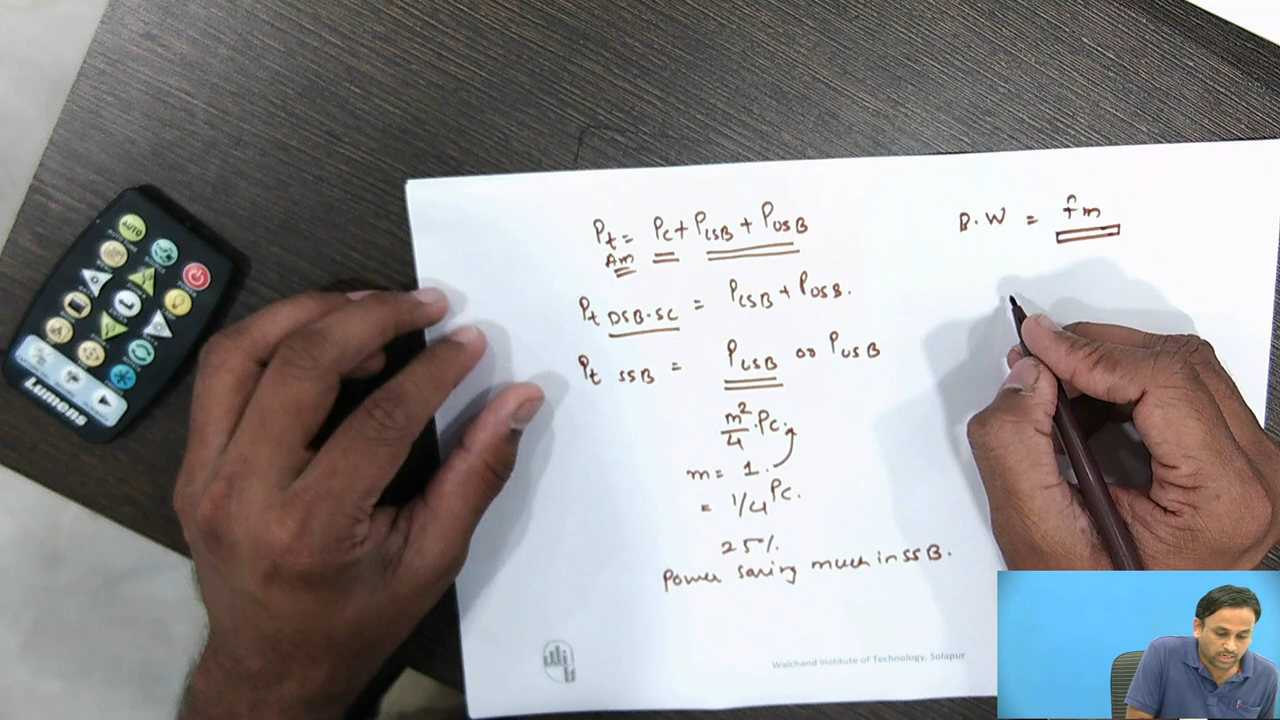 Pt = Pc + PLSB + PUSB
AM
Pt DSB-SC = PLSB + PUSB.
Pt SSB = PLSB or PUSB
m²/4 . Pc.
m = 1.
= 1/4 Pc.
25%.
Power saving much in SSB.
B.W = fm
Walchand Institute of Technology, Solapur
AUTO
Lumens